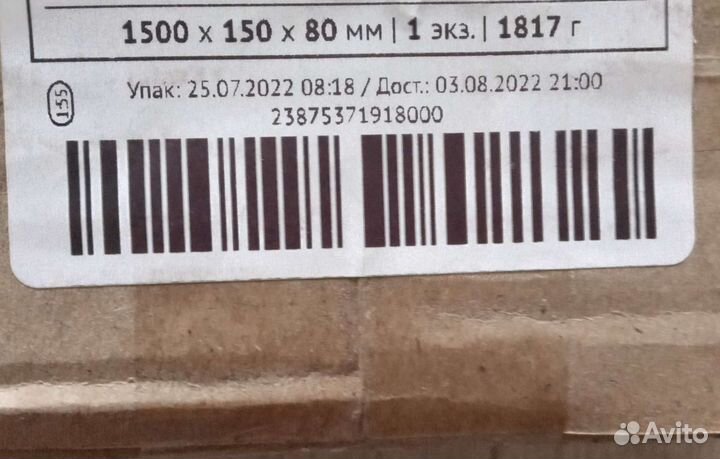 1500 х 150 х 80 мм | 1 экз. | 1817 г
Упак: 25.07.2022 08:18 / Дост.: 03.08.2022 21:00
23875371918000
Avito